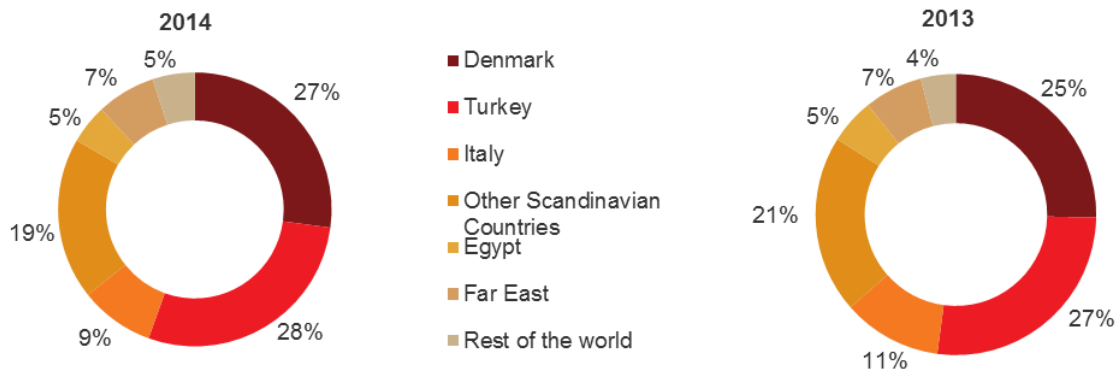 2014
27%
28%
9%
19%
5%
7%
5%
Denmark
Turkey
Italy
Other Scandinavian
Countries
Egypt
Far East
Rest of the world
2013
25%
27%
11%
21%
5%
7%
4%